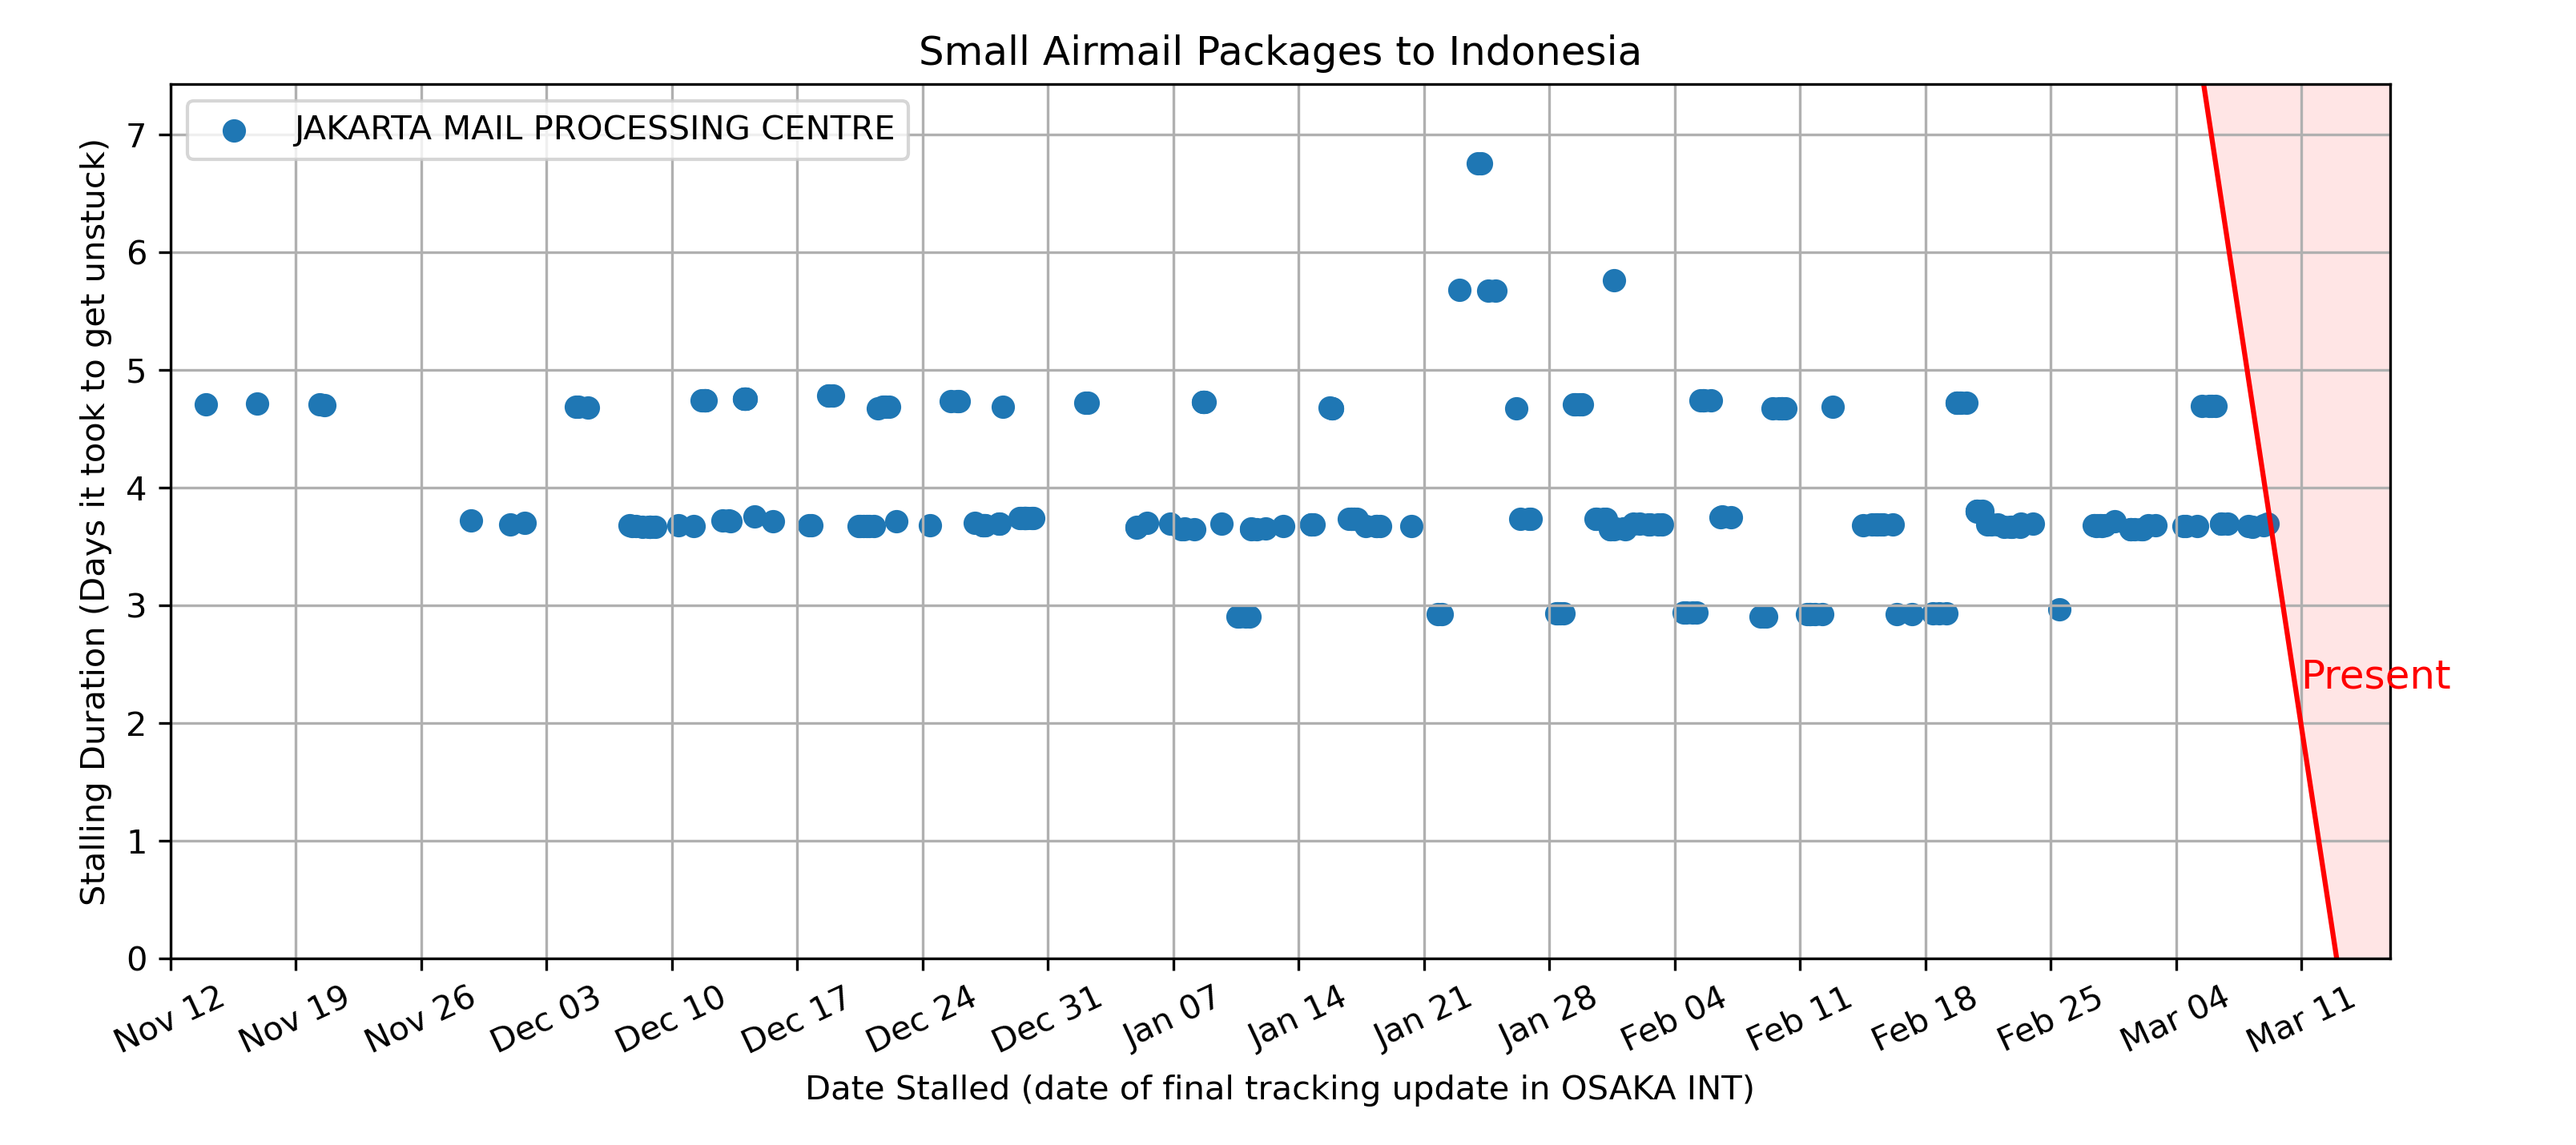 Small Airmail Packages to Indonesia
JAKARTA MAIL PROCESSING CENTRE
Stalling Duration (Days it took to get unstuck)
7
6
5
4
3
2
1
0
Present
Nov 12
Nov 19
Nov 26
Dec 03
Dec 10
Dec 17
Dec 24
Dec 31
Jan 07
Jan 14
Jan 21
Jan 28
Feb 04
Feb 11
Feb 18
Feb 25
Mar 04
Mar 11
Date Stalled (date of final tracking update in OSAKA INT)